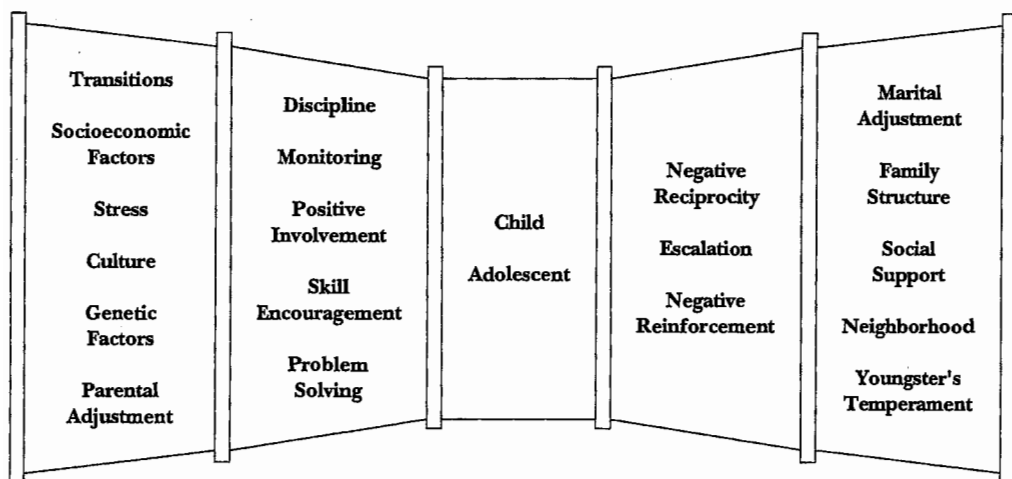 Transitions
Socioeconomic
Factors
Stress
Culture
Genetic
Factors
Parental
Adjustment
Discipline
Monitoring
Positive
Involvement
Skill
Encouragement
Problem
Solving
Child
Adolescent
Negative
Reciprocity
Escalation
Negative
Reinforcement
Marital
Adjustment
Family
Structure
Social
Support
Neighborhood
Youngster's
Temperament